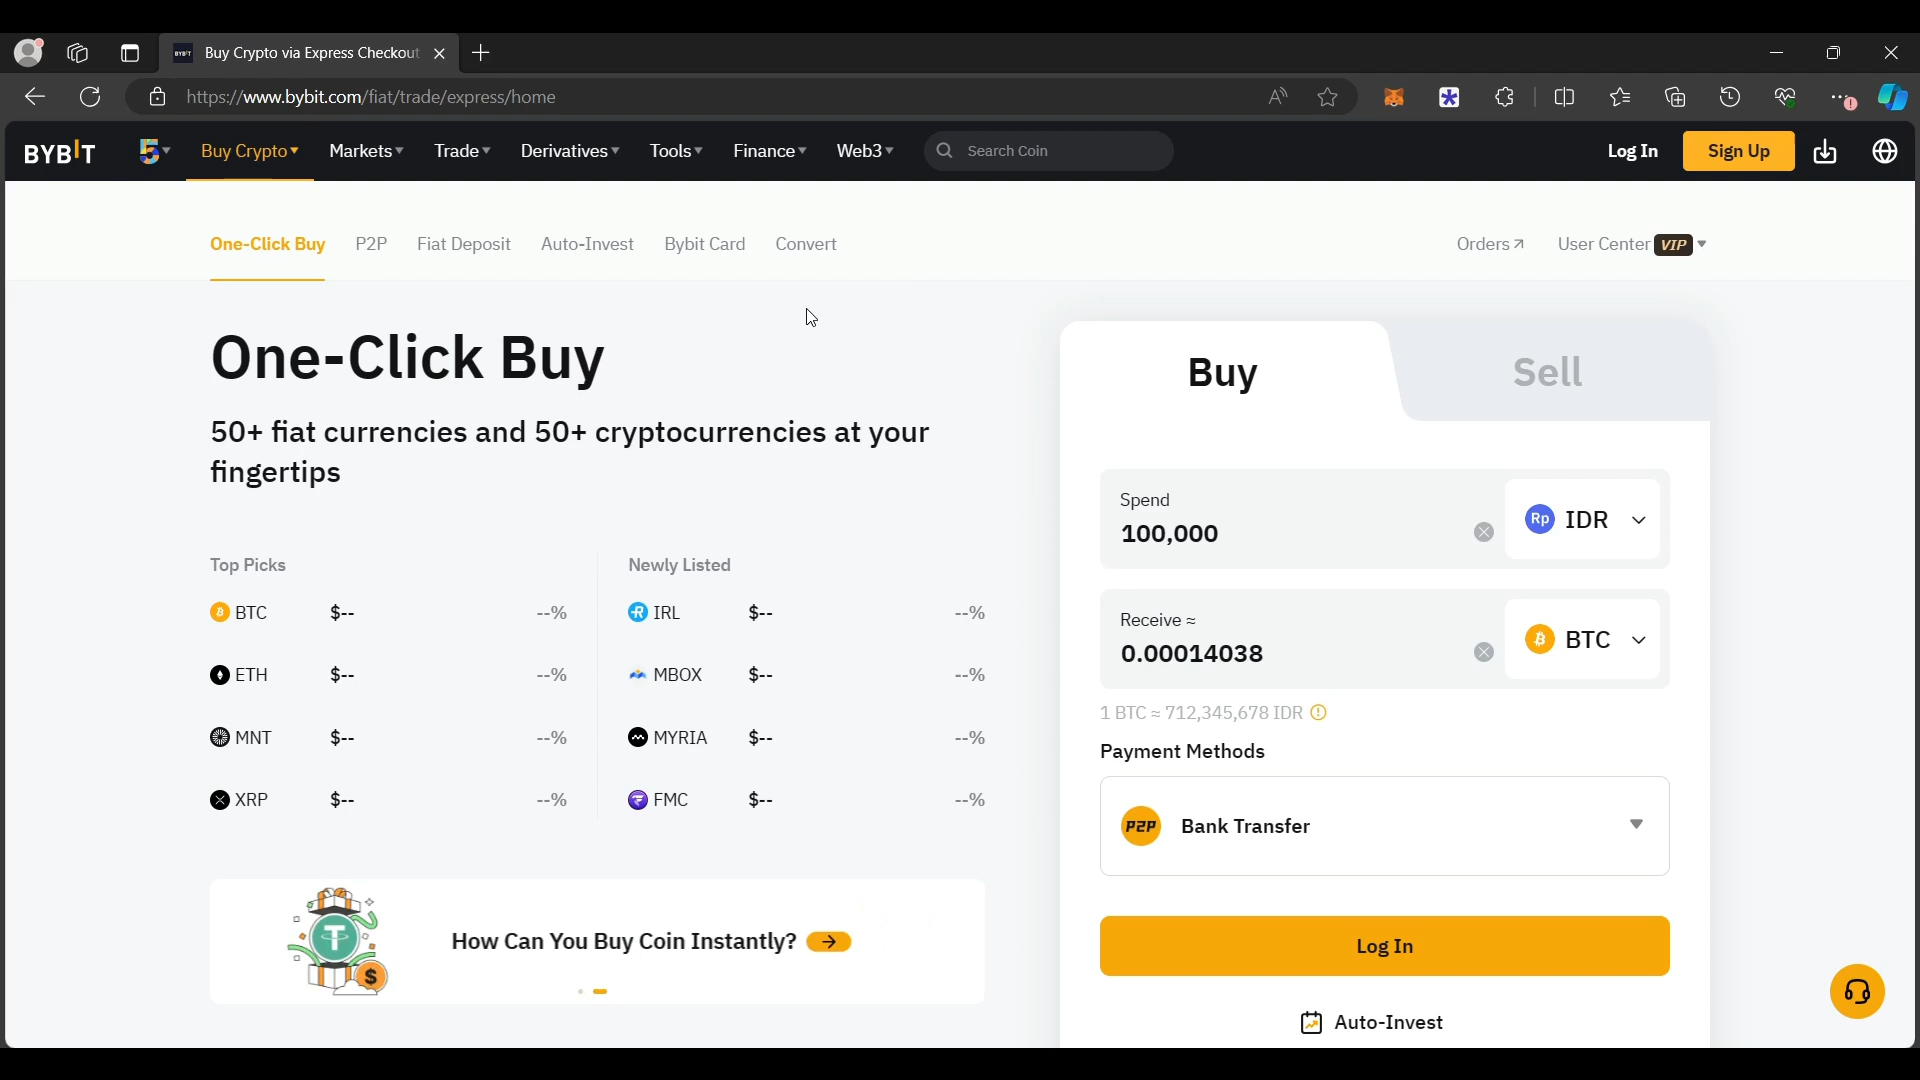 Buy Crypto via Express Checkout
https://www.bybit.com/fiat/trade/express/home
BYBIT 5 Buy Crypto Markets Trade Derivatives Tools Finance Web3 Search Coin Log In Sign Up
One-Click Buy P2P Fiat Deposit Auto-Invest Bybit Card Convert Orders User Center VIP
One-Click Buy
50+ fiat currencies and 50+ cryptocurrencies at your
fingertips
Top Picks
BTC $-- --%
ETH $-- --%
MNT $-- --%
XRP $-- --%
Newly Listed
IRL $-- --%
MBOX $-- --%
MYRIA $-- --%
FMC $-- --%
How Can You Buy Coin Instantly?
Buy Sell
Spend
100,000
Rp IDR
Receive ≈
0.00014038
BTC
1 BTC ≈ 712,345,678 IDR
Payment Methods
P2P Bank Transfer
Log In
Auto-Invest